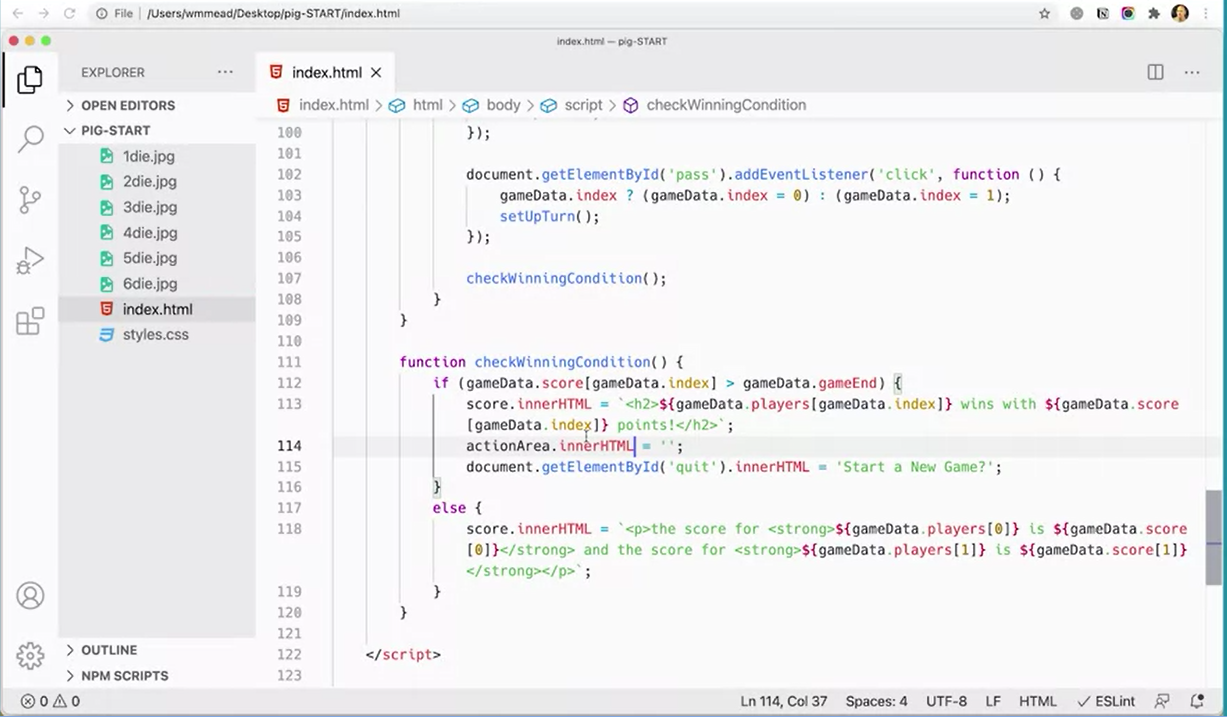 File /Users/wmmead/Desktop/pig-START/index.html
index.html — pig-START
EXPLORER
index.html
OPEN EDITORS
index.html > html > body > script > checkWinningCondition
PIG-START
1die.jpg
2die.jpg
3die.jpg
4die.jpg
5die.jpg
6die.jpg
index.html
styles.css
100 });
101
102 document.getElementById('pass').addEventListener('click', function () {
103 gameData.index ? (gameData.index = 0) : (gameData.index = 1);
104 setUpTurn();
105 });
106
107 checkWinningCondition();
108 }
109 }
110
111 function checkWinningCondition() {
112 if (gameData.score[gameData.index] > gameData.gameEnd) {
113 score.innerHTML = `<h2>${gameData.players[gameData.index]} wins with ${gameData.score
[gameData.index]} points!</h2>`;
114 actionArea.innerHTML = '';
115 document.getElementById('quit').innerHTML = 'Start a New Game?';
116 }
117 else {
118 score.innerHTML = `<p>the score for <strong>${gameData.players[0]} is ${gameData.score
[0]}</strong> and the score for <strong>${gameData.players[1]} is ${gameData.score[1]}
</strong></p>`;
119 }
120 }
121
122 </script>
123
OUTLINE
NPM SCRIPTS
0 0
Ln 114, Col 37 Spaces: 4 UTF-8 LF HTML ESLint